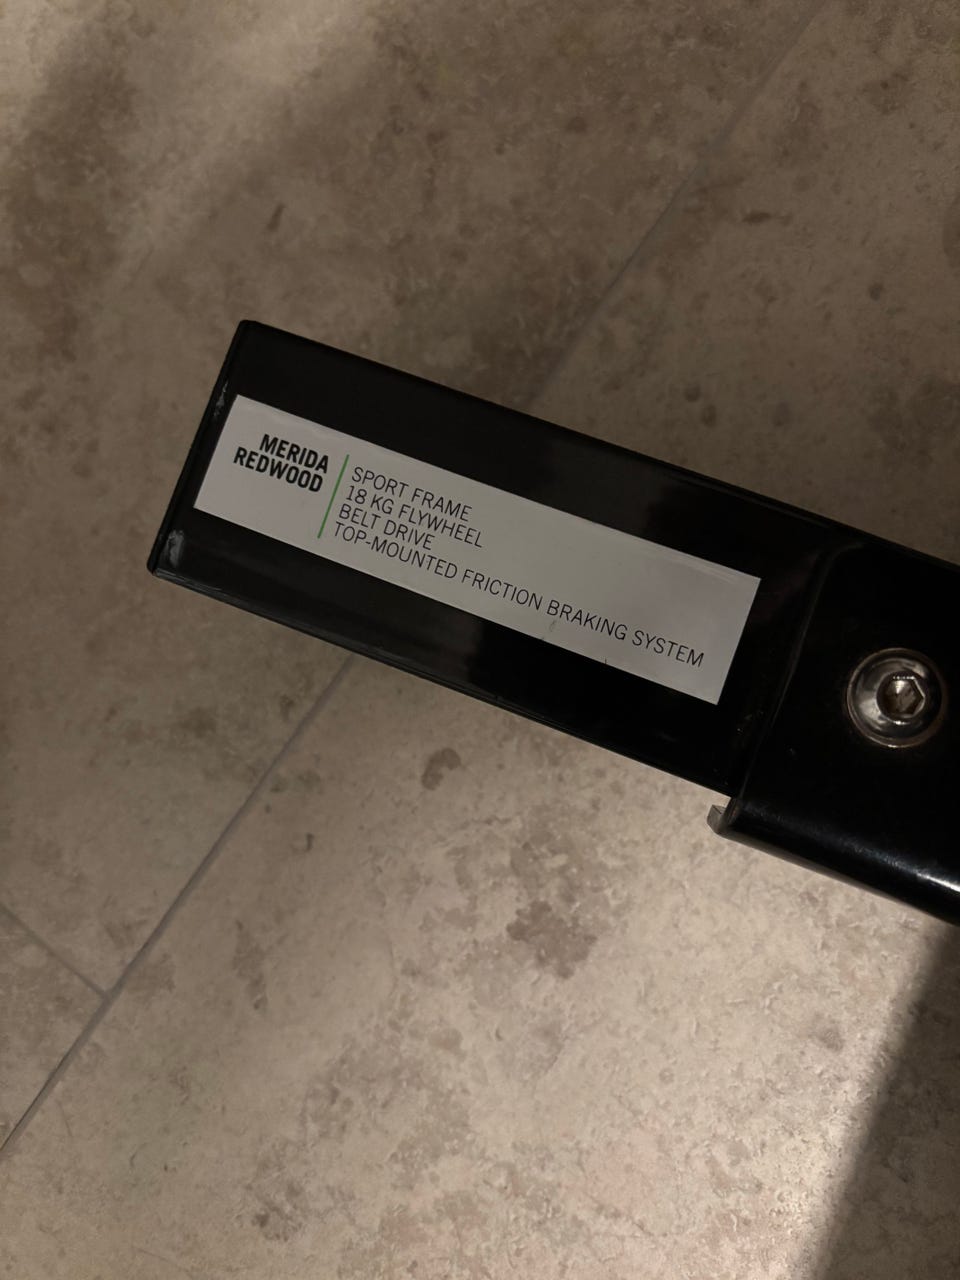 MERIDA
REDWOOD
SPORT FRAME
18 KG FLYWHEEL
BELT DRIVE
TOP-MOUNTED FRICTION BRAKING SYSTEM